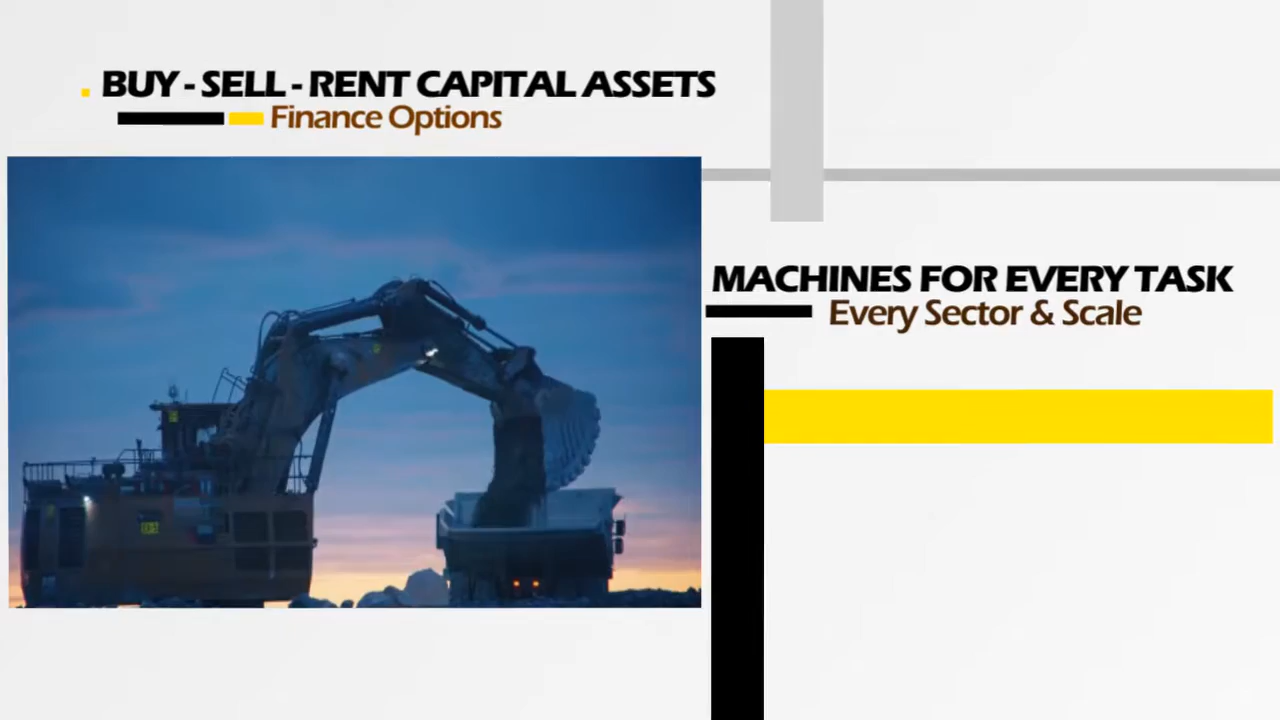 BUY - SELL - RENT CAPITAL ASSETS
Finance Options
MACHINES FOR EVERY TASK
Every Sector & Scale